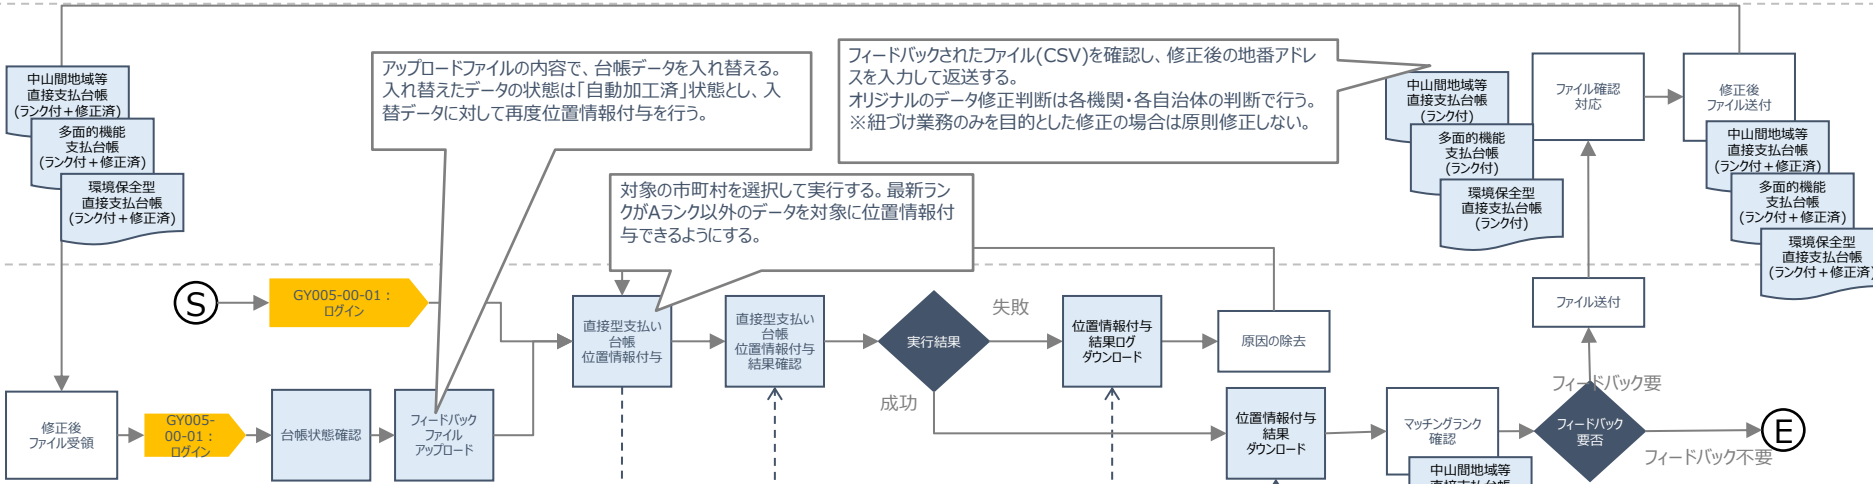 中山間地域等
直接支払台帳
(ランク付+修正済)
多面的機能
支払台帳
(ランク付+修正済)
環境保全型
直接支払台帳
(ランク付+修正済)
アップロードファイルの内容で、台帳データを入れ替える。
入れ替えたデータの状態は「自動加工済」状態とし、入
替データに対して再度位置情報付与を行う。
フィードバックされたファイル(CSV)を確認し、修正後の地番アドレ
スを入力して返送する。
オリジナルのデータ修正判断は各機関・各自治体の判断で行う。
※紐づけ業務のみを目的とした修正の場合は原則修正しない。
中山間地域等
直接支払台帳
(ランク付)
多面的機能
支払台帳
(ランク付)
環境保全型
直接支払台帳
(ランク付)
ファイル確認
対応
修正後
ファイル送付
中山間地域等
直接支払台帳
(ランク付+修正済)
多面的機能
支払台帳
(ランク付+修正済)
環境保全型
直接支払台帳
(ランク付+修正済)
対象の市町村を選択して実行する。最新ラン
クがAランク以外のデータを対象に位置情報付
与できるようにする。
S
GY005-00-01:
ログイン
直接型支払い
台帳
位置情報付与
直接型支払い
台帳
位置情報付与
結果確認
実行結果
失敗
成功
位置情報付与
結果ログ
ダウンロード
原因の除去
ファイル送付
フィードバック要
修正後
ファイル受領
GY005-
00-01:
ログイン
台帳状態確認
フィードバック
ファイル
アップロード
位置情報付与
結果
ダウンロード
マッチングランク
確認
フィードバック
要否
E
フィードバック不要
中山間地域等
直接支払台帳